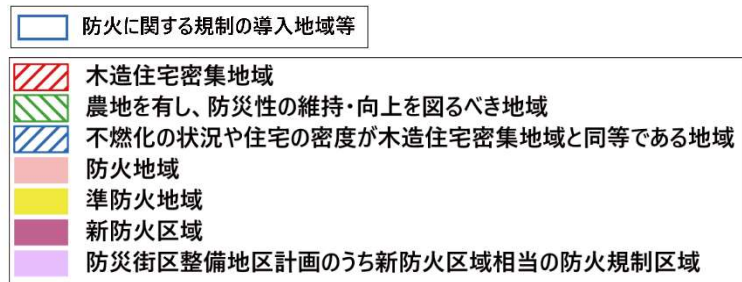 防火に関する規制の導入地域等
木造住宅密集地域
農地を有し、防災性の維持・向上を図るべき地域
不燃化の状況や住宅の密度が木造住宅密集地域と同等である地域
防火地域
準防火地域
新防火区域
防災街区整備地区計画のうち新防火区域相当の防火規制区域